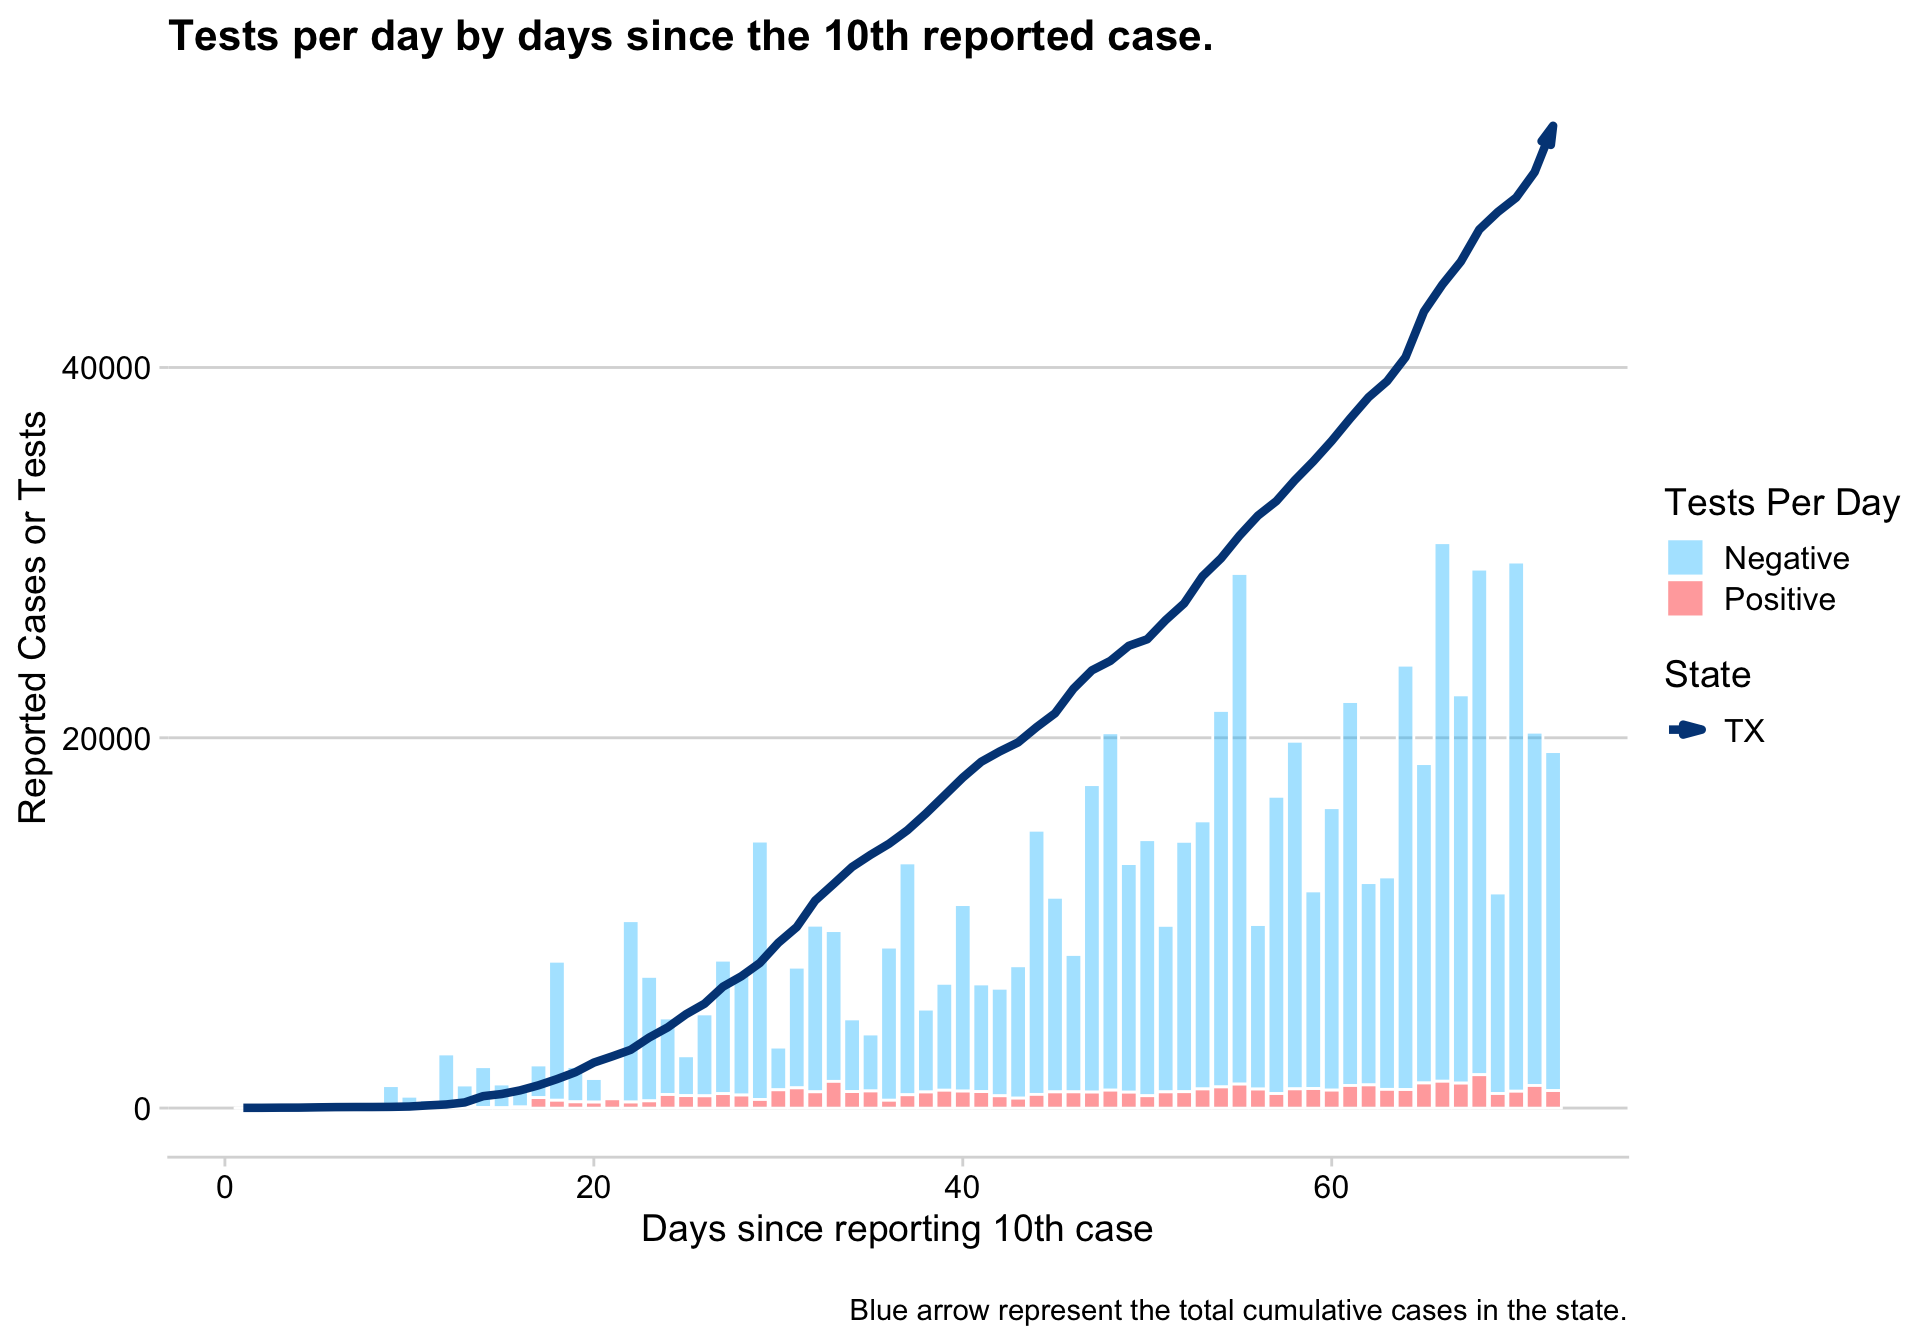 Tests per day by days since the 10th reported case.
Reported Cases or Tests
40000
20000
0
0
20
40
60
Days since reporting 10th case
Tests Per Day
Negative
Positive
State
TX
Blue arrow represent the total cumulative cases in the state.